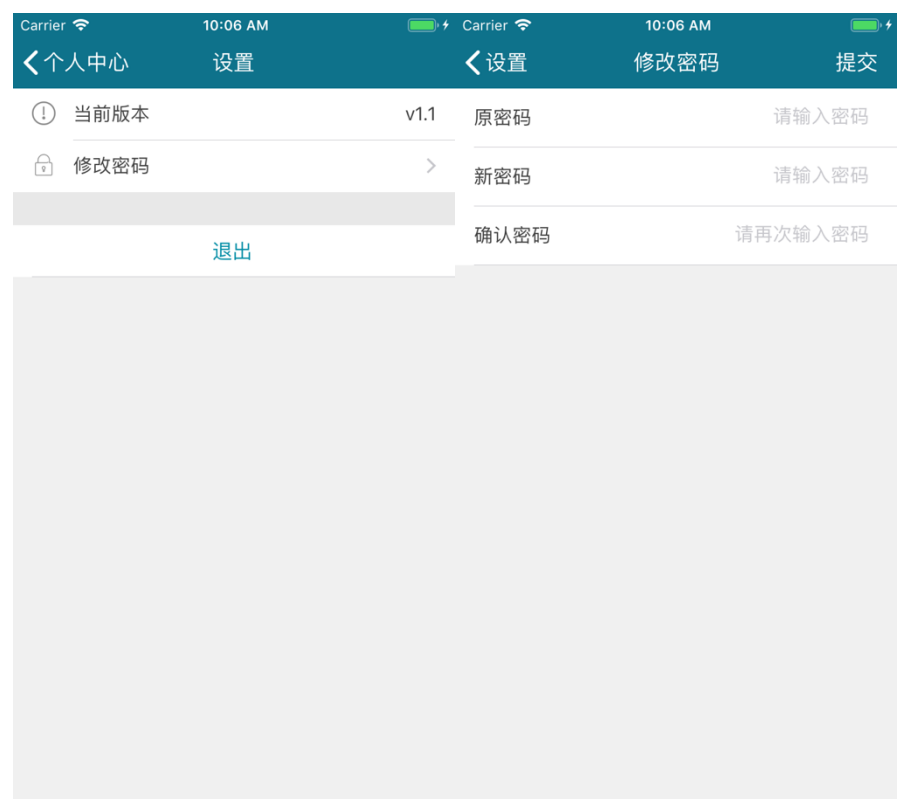 Carrier 10:06 AM
个人中心 设置
当前版本 v1.1
修改密码
退出
Carrier 10:06 AM
设置 修改密码 提交
原密码 请输入密码
新密码 请输入密码
确认密码 请再次输入密码